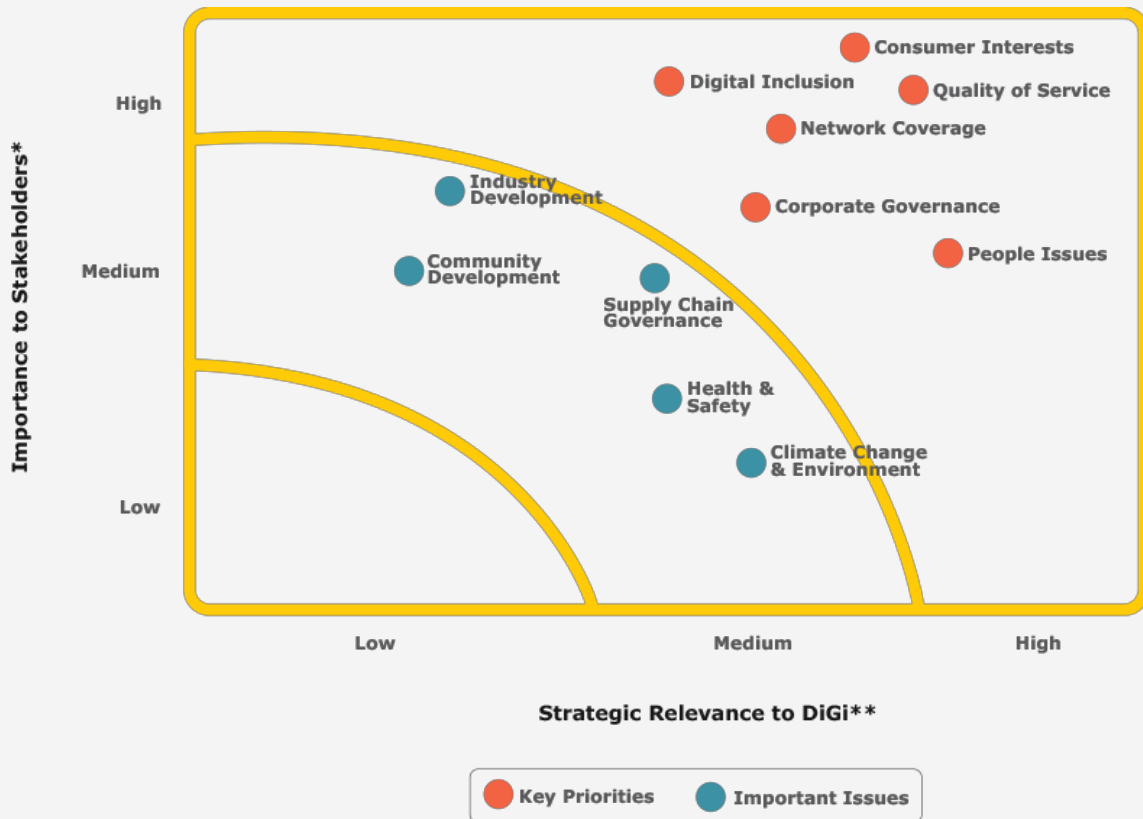 Consumer Interests
Digital Inclusion
Quality of Service
High
Network Coverage
Industry
Development
Corporate Governance
People Issues
Medium
Community
Development
Supply Chain
Governance
Importance to Stakeholders*
Health &
Safety
Climate Change
& Environment
Low
Low
Medium
High
Strategic Relevance to DiGi**
Key Priorities
Important Issues